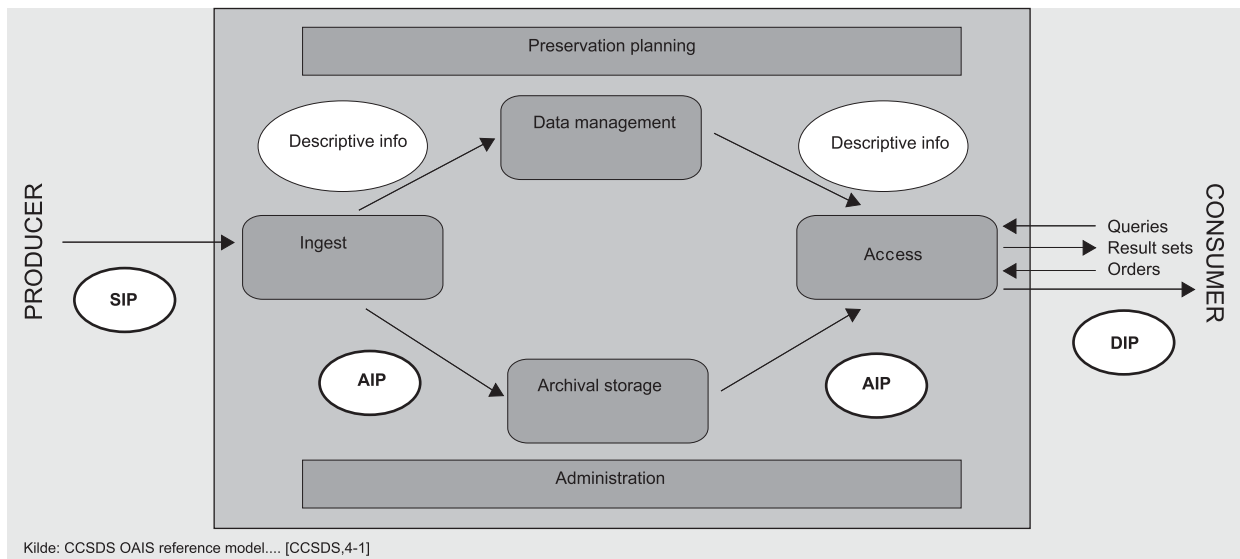 Preservation planning
Descriptive info
Data management
Descriptive info
PRODUCER
Ingest
Access
Queries
Result sets
Orders
CONSUMER
SIP
DIP
AIP
Archival storage
AIP
Administration
Kilde: CCSDS OAIS reference model.... [CCSDS,4-1]